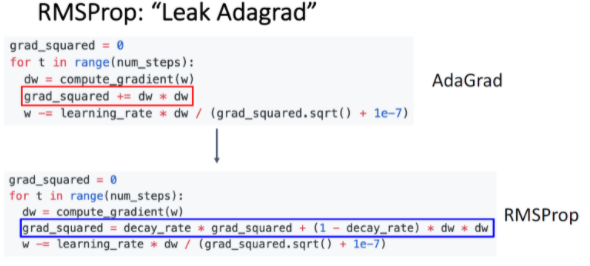 RMSProp: “Leak Adagrad”
grad_squared = 0
for t in range(num_steps):
  dw = compute_gradient(w)
  grad_squared += dw * dw
  w -= learning_rate * dw / (grad_squared.sqrt() + 1e-7)
AdaGrad
grad_squared = 0
for t in range(num_steps):
  dw = compute_gradient(w)
  grad_squared = decay_rate * grad_squared + (1 - decay_rate) * dw * dw
  w -= learning_rate * dw / (grad_squared.sqrt() + 1e-7)
RMSProp